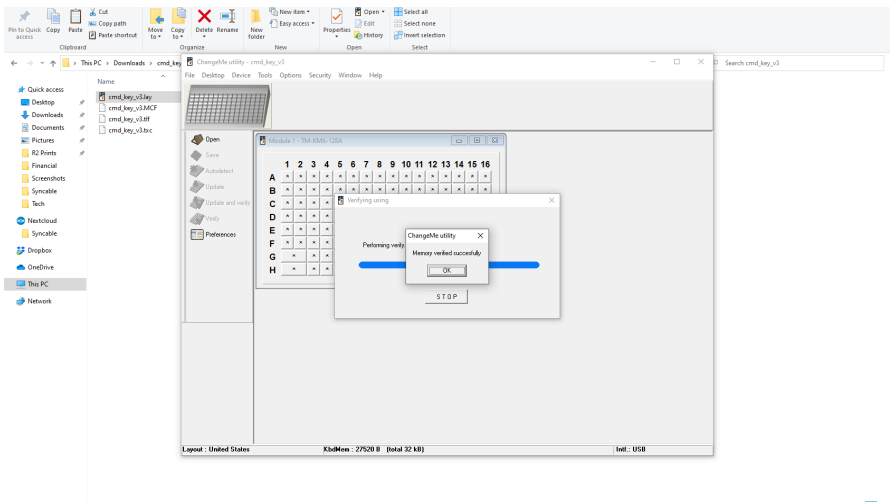 Pin to Quick access
Copy
Paste
Cut
Copy path
Paste shortcut
Clipboard
Move to
Copy to
Delete
Rename
Organize
New folder
New item
Easy access
New
Properties
Open
Edit
History
Open
Select all
Select none
Invert selection
Select
This PC > Downloads > cmd_key
Search cmd_key_v3
Quick access
Desktop
Downloads
Documents
Pictures
R2 Prints
Financial
Screenshots
Syncable
Tech
Nextcloud
Syncable
Dropbox
OneDrive
This PC
Network
Name
cmd_key_v3.lay
cmd_key_v3.MCF
cmd_key_v3.tlf
cmd_key_v3.txc
ChangeMe utility - cmd_key_v3
File Desktop Device Tools Options Security Window Help
Open
Save
Autodetect
Update
Update and verify
Verify
Preferences
Module 1 - TM-KMX-128A
1 2 3 4 5 6 7 8 9 10 11 12 13 14 15 16
A * * * * * * * * * * * * * * * *
B * * * * * * * * * * * * * * * *
C * * * *
D * * * *
E * * * *
F * * * *
G * * *
H * * *
Verifying using
Performing verify
ChangeMe utility
Memory verified succesfully
OK
STOP
Layout : United States
KbdMem : 27520 B (total 32 kB)
Intf.: USB